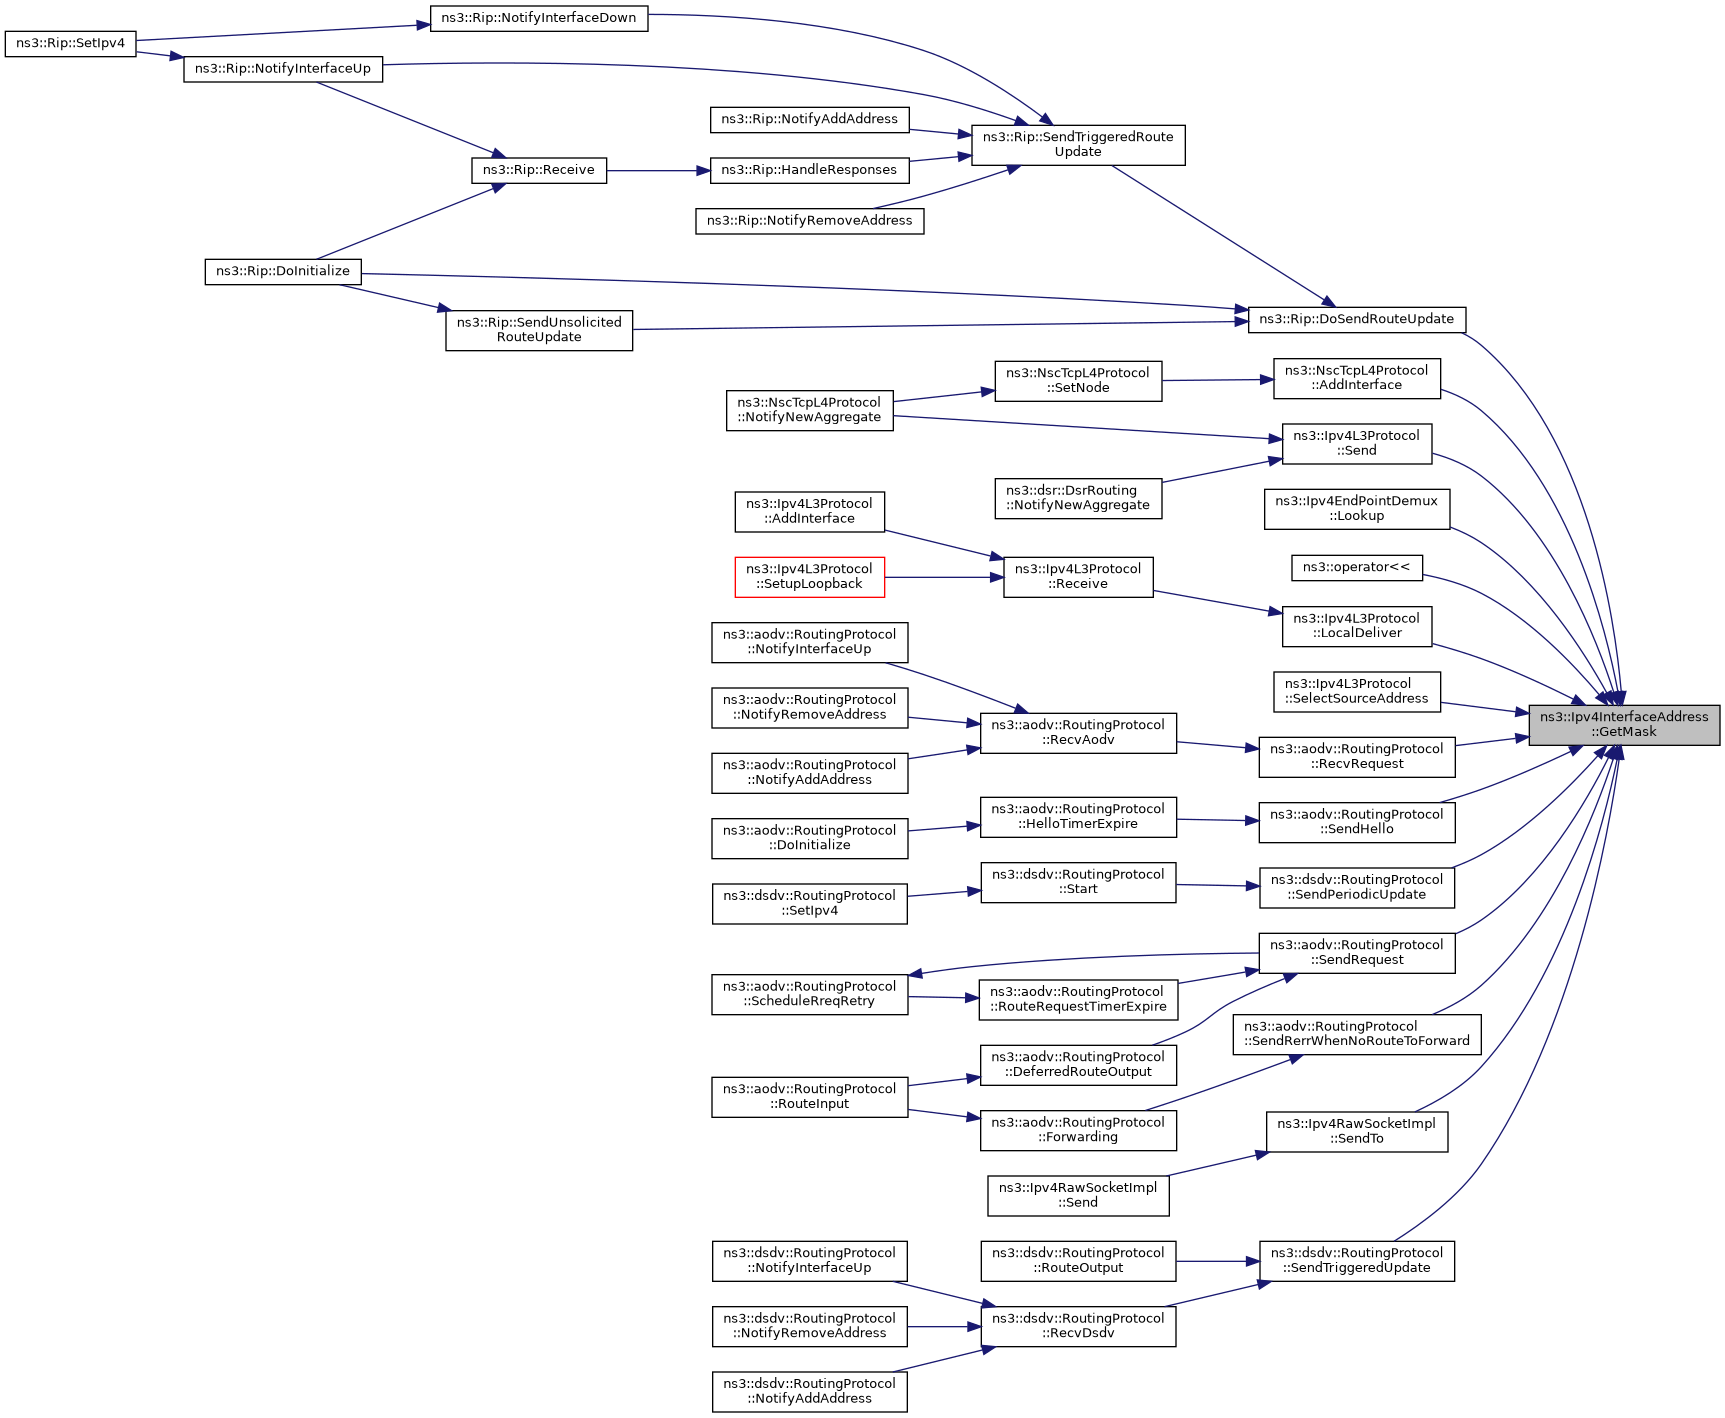 ns3::Rip::NotifyInterfaceDown
ns3::Rip::SetIpv4
ns3::Rip::NotifyInterfaceUp
ns3::Rip::NotifyAddAddress
ns3::Rip::SendTriggeredRoute
Update
ns3::Rip::Receive
ns3::Rip::HandleResponses
ns3::Rip::NotifyRemoveAddress
ns3::Rip::DoInitialize
ns3::Rip::SendUnsolicited
RouteUpdate
ns3::Rip::DoSendRouteUpdate
ns3::NscTcpL4Protocol
::SetNode
ns3::NscTcpL4Protocol
::AddInterface
ns3::NscTcpL4Protocol
::NotifyNewAggregate
ns3::Ipv4L3Protocol
::Send
ns3::dsr::DsrRouting
::NotifyNewAggregate
ns3::Ipv4L3Protocol
::AddInterface
ns3::Ipv4EndPointDemux
::Lookup
ns3::Ipv4L3Protocol
::SetupLoopback
ns3::Ipv4L3Protocol
::Receive
ns3::operator<<
ns3::Ipv4L3Protocol
::LocalDeliver
ns3::aodv::RoutingProtocol
::NotifyInterfaceUp
ns3::Ipv4L3Protocol
::SelectSourceAddress
ns3::aodv::RoutingProtocol
::NotifyRemoveAddress
ns3::aodv::RoutingProtocol
::RecvAodv
ns3::Ipv4InterfaceAddress
::GetMask
ns3::aodv::RoutingProtocol
::NotifyAddAddress
ns3::aodv::RoutingProtocol
::RecvRequest
ns3::aodv::RoutingProtocol
::HelloTimerExpire
ns3::aodv::RoutingProtocol
::SendHello
ns3::aodv::RoutingProtocol
::DoInitialize
ns3::dsdv::RoutingProtocol
::Start
ns3::dsdv::RoutingProtocol
::SendPeriodicUpdate
ns3::dsdv::RoutingProtocol
::SetIpv4
ns3::aodv::RoutingProtocol
::SendRequest
ns3::aodv::RoutingProtocol
::ScheduleRreqRetry
ns3::aodv::RoutingProtocol
::RouteRequestTimerExpire
ns3::aodv::RoutingProtocol
::SendRerrWhenNoRouteToForward
ns3::aodv::RoutingProtocol
::DeferredRouteOutput
ns3::aodv::RoutingProtocol
::RouteInput
ns3::aodv::RoutingProtocol
::Forwarding
ns3::Ipv4RawSocketImpl
::SendTo
ns3::Ipv4RawSocketImpl
::Send
ns3::dsdv::RoutingProtocol
::NotifyInterfaceUp
ns3::dsdv::RoutingProtocol
::RouteOutput
ns3::dsdv::RoutingProtocol
::SendTriggeredUpdate
ns3::dsdv::RoutingProtocol
::NotifyRemoveAddress
ns3::dsdv::RoutingProtocol
::RecvDsdv
ns3::dsdv::RoutingProtocol
::NotifyAddAddress